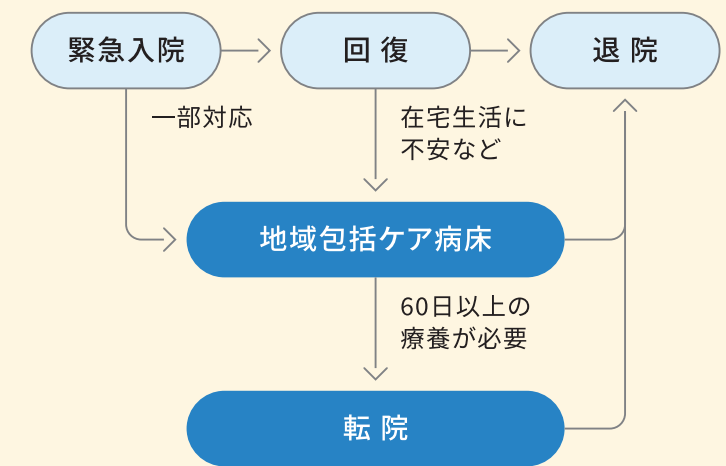 緊急入院
回復
退院
一部対応
在宅生活に
不安など
地域包括ケア病床
60日以上の
療養が必要
転院